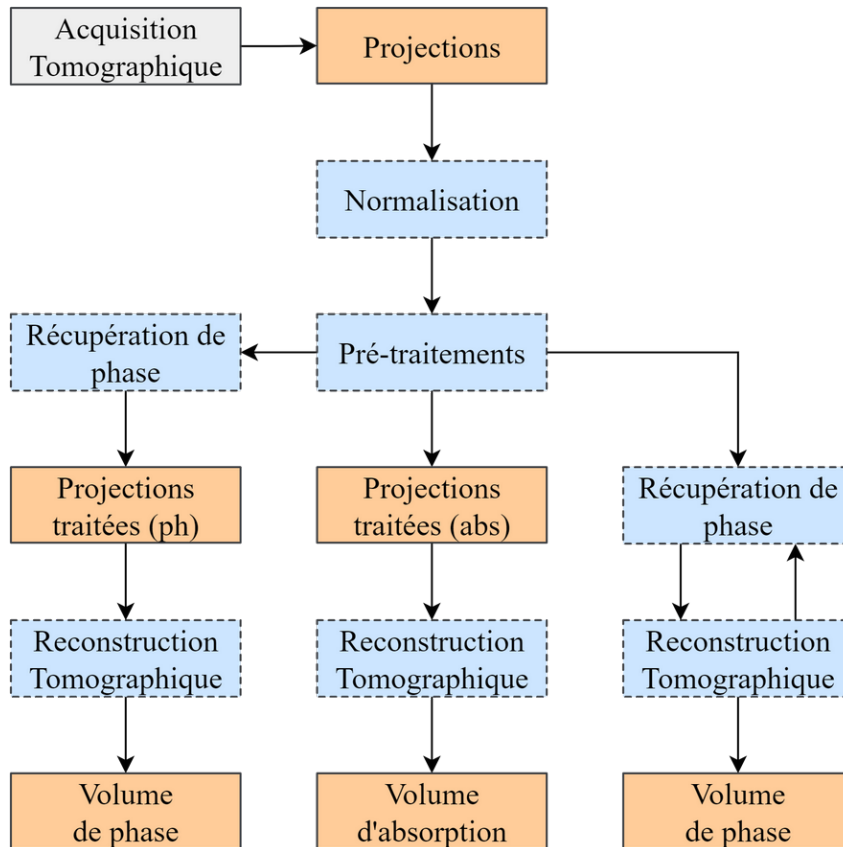 Acquisition
Tomographique
Projections
Normalisation
Récupération de
phase
Pré-traitements
Projections
traitées (ph)
Projections
traitées (abs)
Récupération de
phase
Reconstruction
Tomographique
Reconstruction
Tomographique
Reconstruction
Tomographique
Volume
de phase
Volume
d'absorption
Volume
de phase